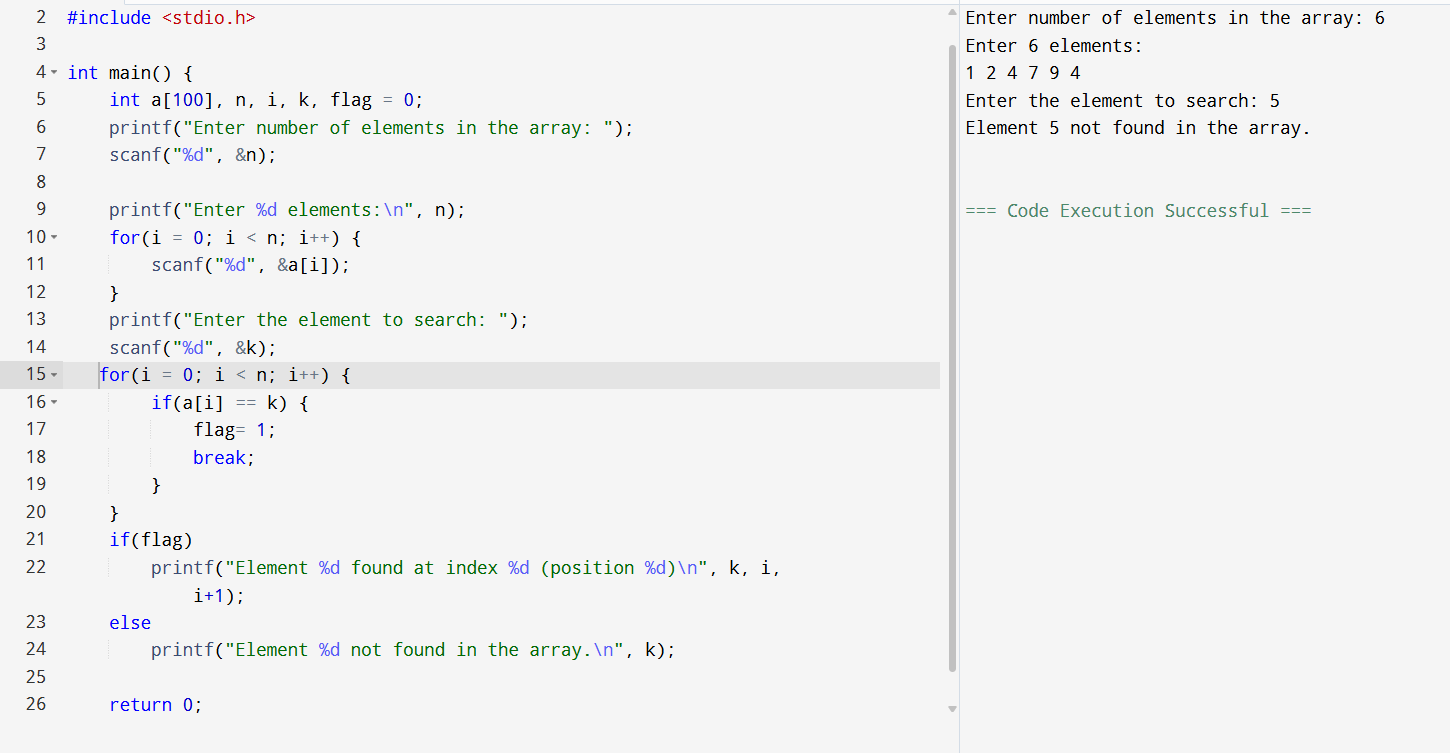 2 #include <stdio.h>
3
4 int main() {
5     int a[100], n, i, k, flag = 0;
6     printf("Enter number of elements in the array: ");
7     scanf("%d", &n);
8
9     printf("Enter %d elements:\n", n);
10     for(i = 0; i < n; i++) {
11         scanf("%d", &a[i]);
12     }
13     printf("Enter the element to search: ");
14     scanf("%d", &k);
15    for(i = 0; i < n; i++) {
16         if(a[i] == k) {
17             flag= 1;
18             break;
19         }
20     }
21     if(flag)
22         printf("Element %d found at index %d (position %d)\n", k, i,
            i+1);
23     else
24         printf("Element %d not found in the array.\n", k);
25
26     return 0;
Enter number of elements in the array: 6
Enter 6 elements:
1 2 4 7 9 4
Enter the element to search: 5
Element 5 not found in the array.
=== Code Execution Successful ===